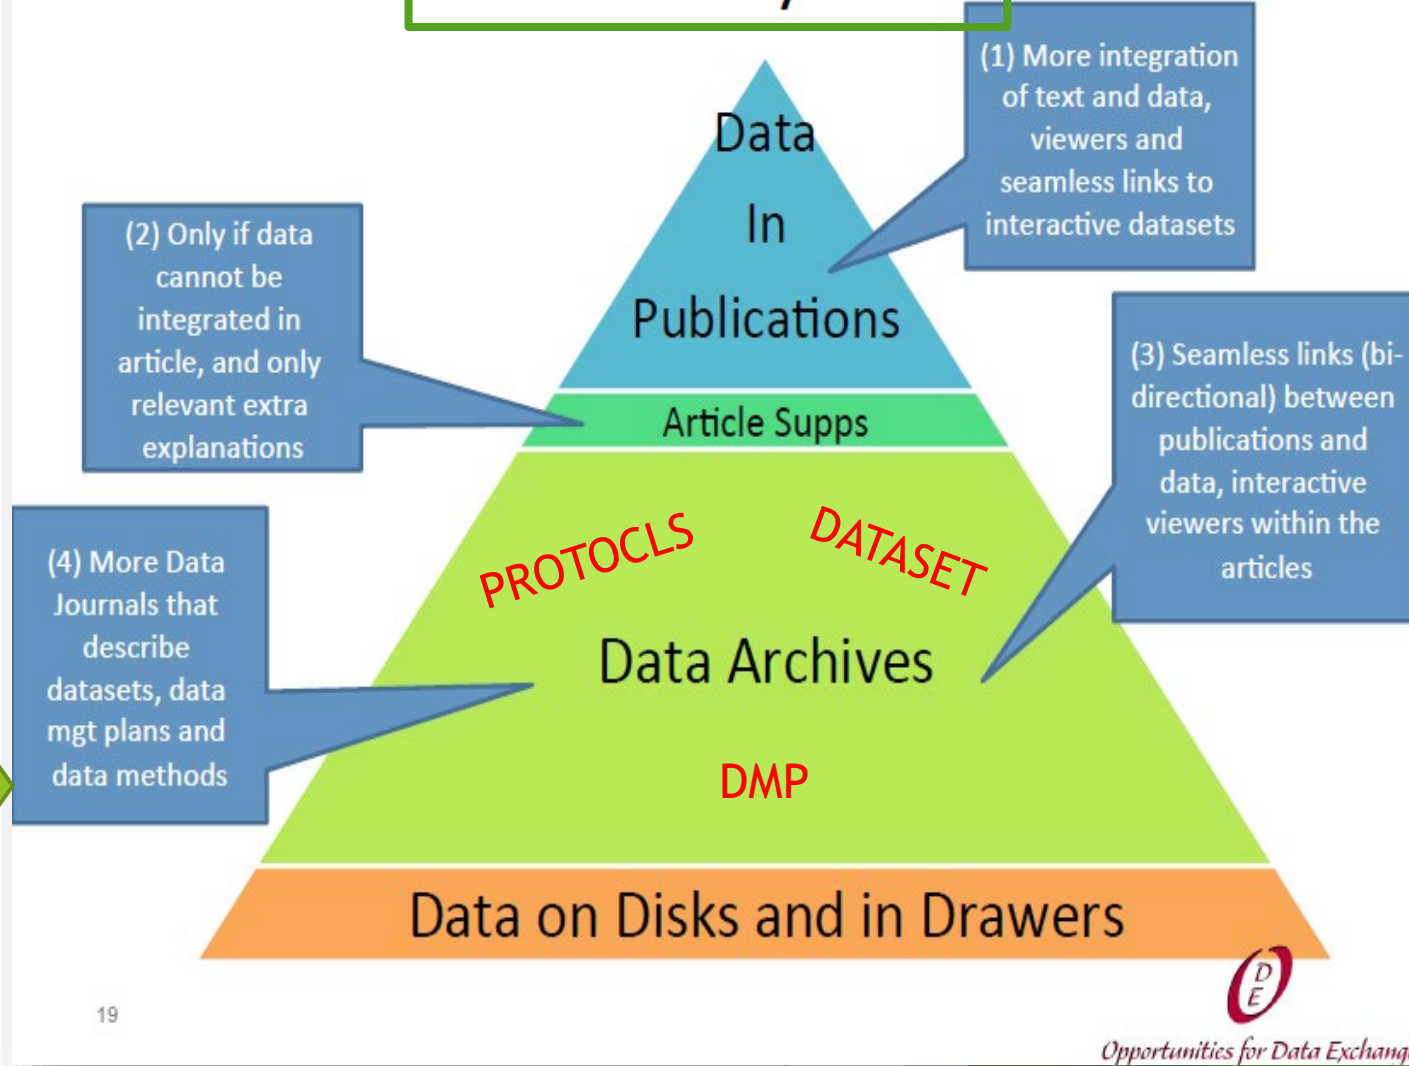 (1) More integration
of text and data,
viewers and
seamless links to
interactive datasets
Data
In
Publications
(2) Only if data
cannot be
integrated in
article, and only
relevant extra
explanations
(3) Seamless links (bi-
directional) between
publications and
data, interactive
viewers within the
articles
Article Supps
PROTOCLS
DATASET
(4) More Data
Journals that
describe
datasets, data
mgt plans and
data methods
Data Archives
DMP
Data on Disks and in Drawers
19
O
D
E
Opportunities for Data Exchang